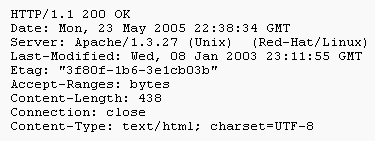 HTTP/1.1 200 OK
Date: Mon, 23 May 2005 22:38:34 GMT
Server: Apache/1.3.27 (Unix)  (Red-Hat/Linux)
Last-Modified: Wed, 08 Jan 2003 23:11:55 GMT
Etag: "3f80f-1b6-3e1cb03b"
Accept-Ranges: bytes
Content-Length: 438
Connection: close
Content-Type: text/html; charset=UTF-8